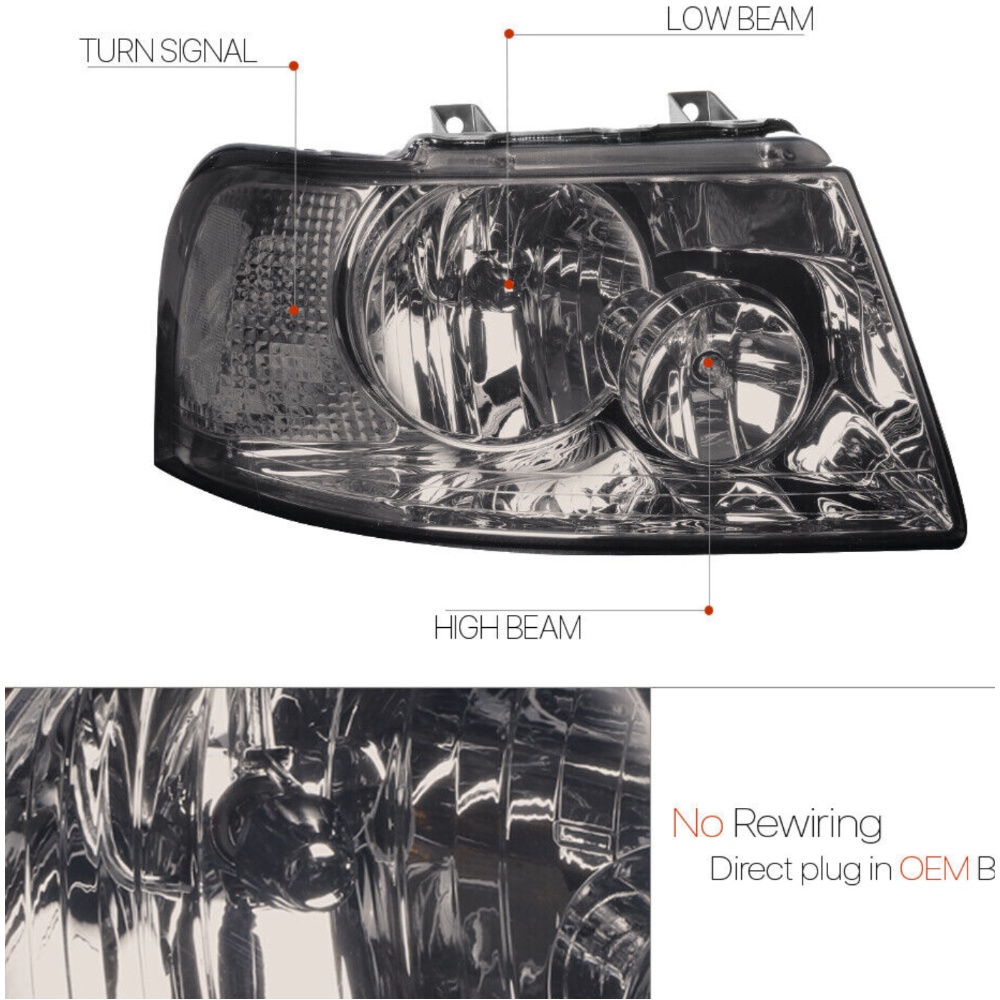 LOW BEAM
TURN SIGNAL
HIGH BEAM
No Rewiring
Direct plug in OEM B